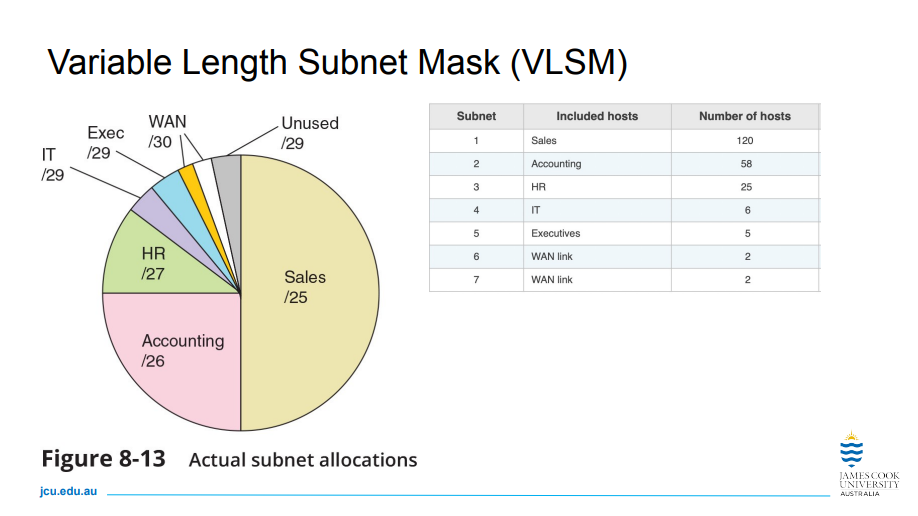 Variable Length Subnet Mask (VLSM)
WAN
/30
Unused
/29
Exec
/29
IT
/29
HR
/27
Sales
/25
Accounting
/26
Subnet Included hosts Number of hosts
1 Sales 120
2 Accounting 58
3 HR 25
4 IT 6
5 Executives 5
6 WAN link 2
7 WAN link 2
Figure 8-13 Actual subnet allocations
jcu.edu.au
JAMES COOK
UNIVERSITY
AUSTRALIA